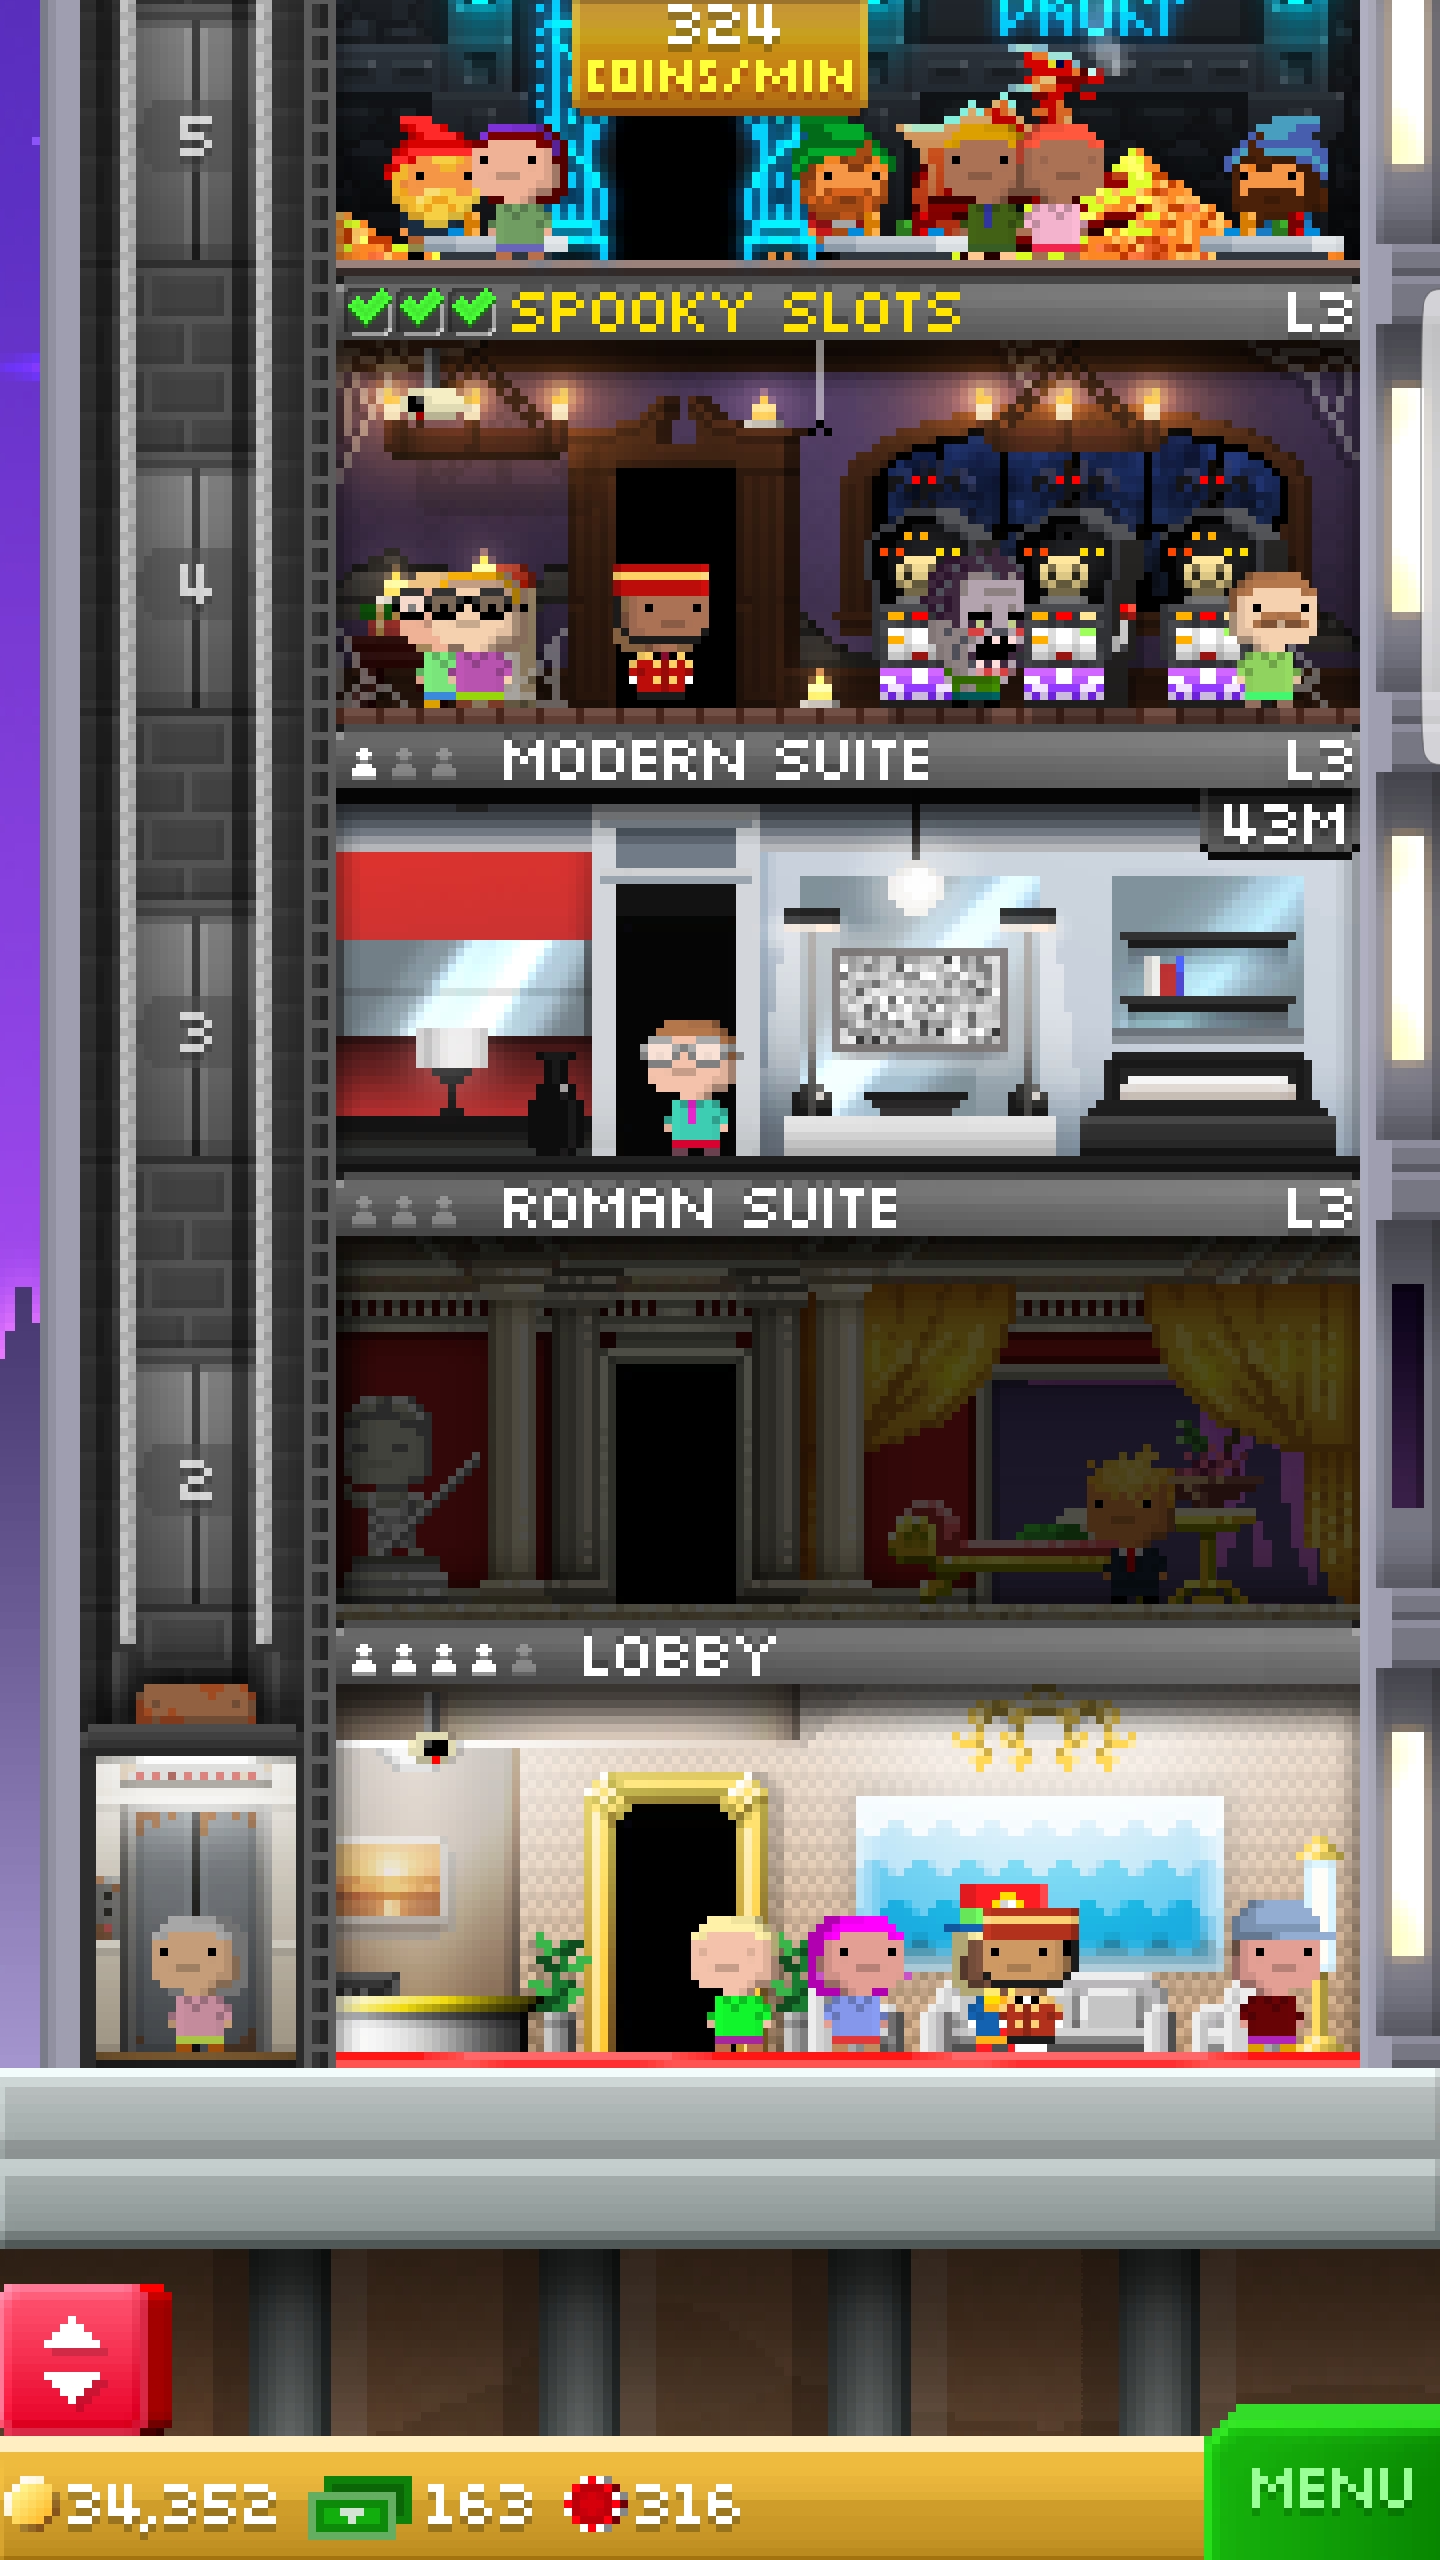 324
COINS/MIN
5
SPOOKY SLOTS L3
4
MODERN SUITE L3
43M
3
ROMAN SUITE L3
2
LOBBY
34,352 163 316
MENU